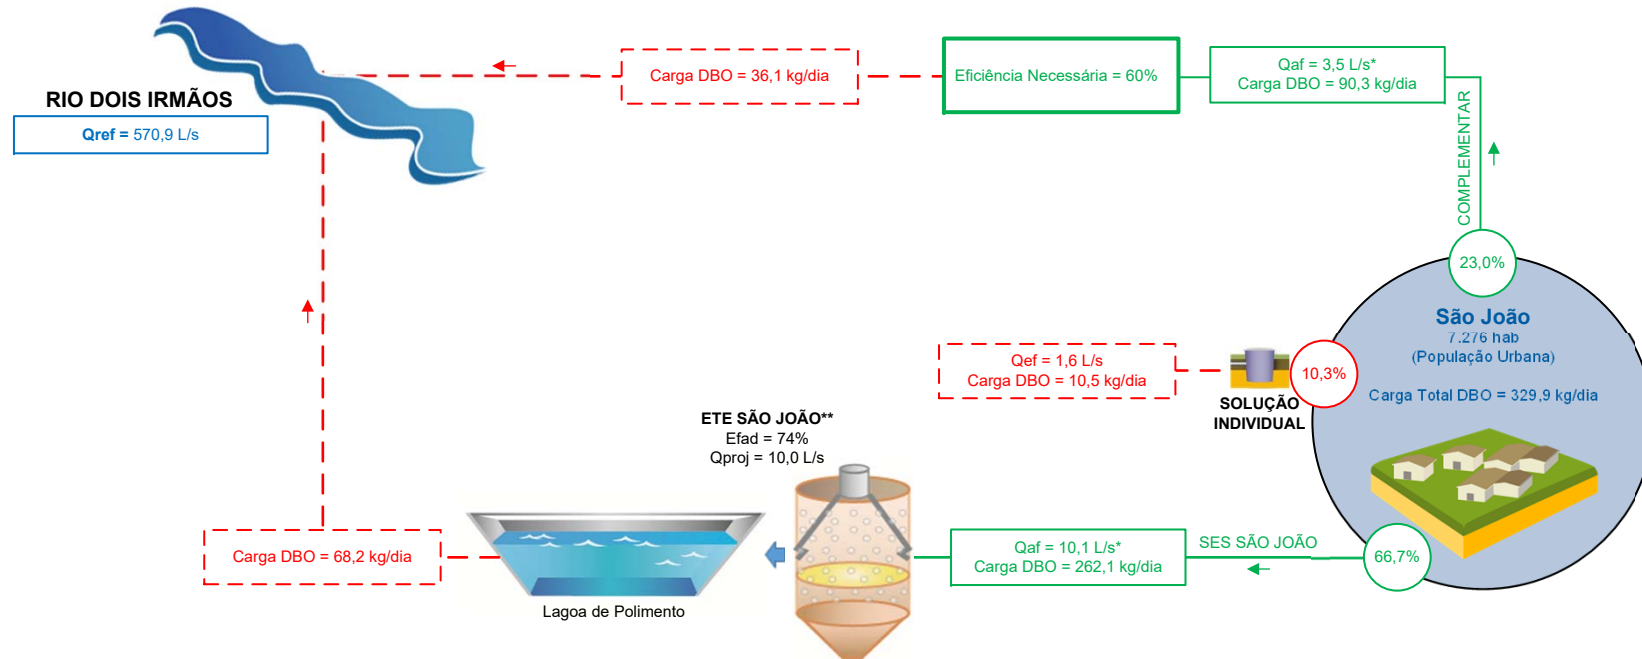 RIO DOIS IRMÃOS
Qref = 570,9 L/s
Carga DBO = 36,1 kg/dia
Eficiência Necessária = 60%
Qaf = 3,5 L/s*
Carga DBO = 90,3 kg/dia
COMPLEMENTAR
23,0%
São João
7.276 hab
(População Urbana)
Carga Total DBO = 329,9 kg/dia
Qef = 1,6 L/s
Carga DBO = 10,5 kg/dia
10,3%
SOLUÇÃO
INDIVIDUAL
ETE SÃO JOÃO**
Efad = 74%
Qproj = 10,0 L/s
Carga DBO = 68,2 kg/dia
Lagoa de Polimento
Qaf = 10,1 L/s*
Carga DBO = 262,1 kg/dia
SES SÃO JOÃO
66,7%